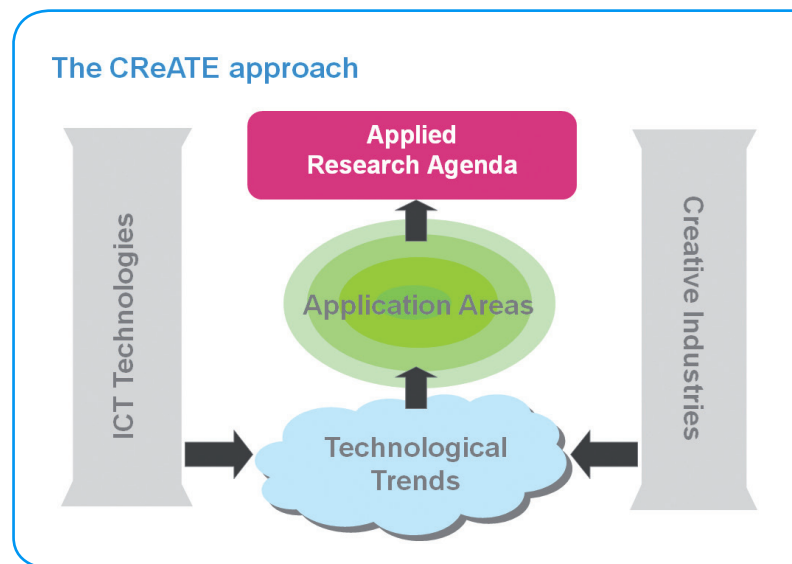 The CReATE approach
Applied
Research Agenda
ICT Technologies
Creative Industries
Application Areas
Technological
Trends